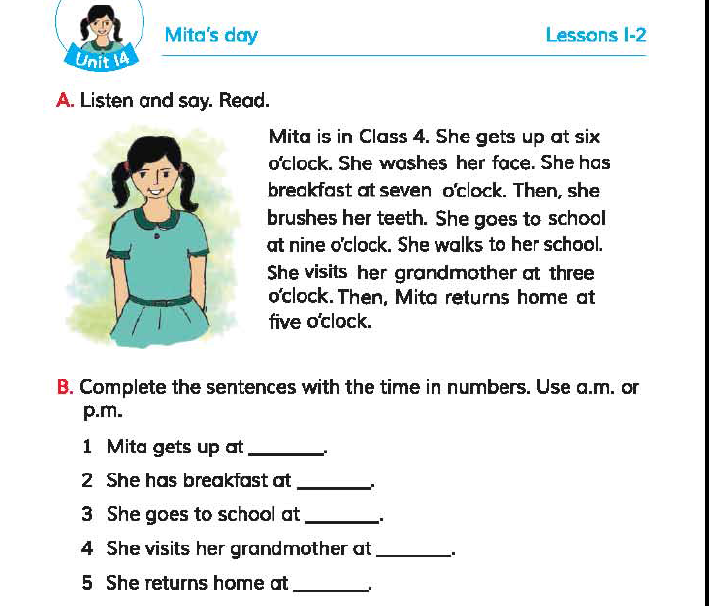 Unit 14
Mita's day
Lessons 1-2
A. Listen and say. Read.
Mita is in Class 4. She gets up at six
o'clock. She washes her face. She has
breakfast at seven o'clock. Then, she
brushes her teeth. She goes to school
at nine o'clock. She walks to her school.
She visits her grandmother at three
o'clock. Then, Mita returns home at
five o'clock.
B. Complete the sentences with the time in numbers. Use a.m. or
p.m.
1 Mita gets up at ________.
2 She has breakfast at ________.
3 She goes to school at ________.
4 She visits her grandmother at ________.
5 She returns home at ________.